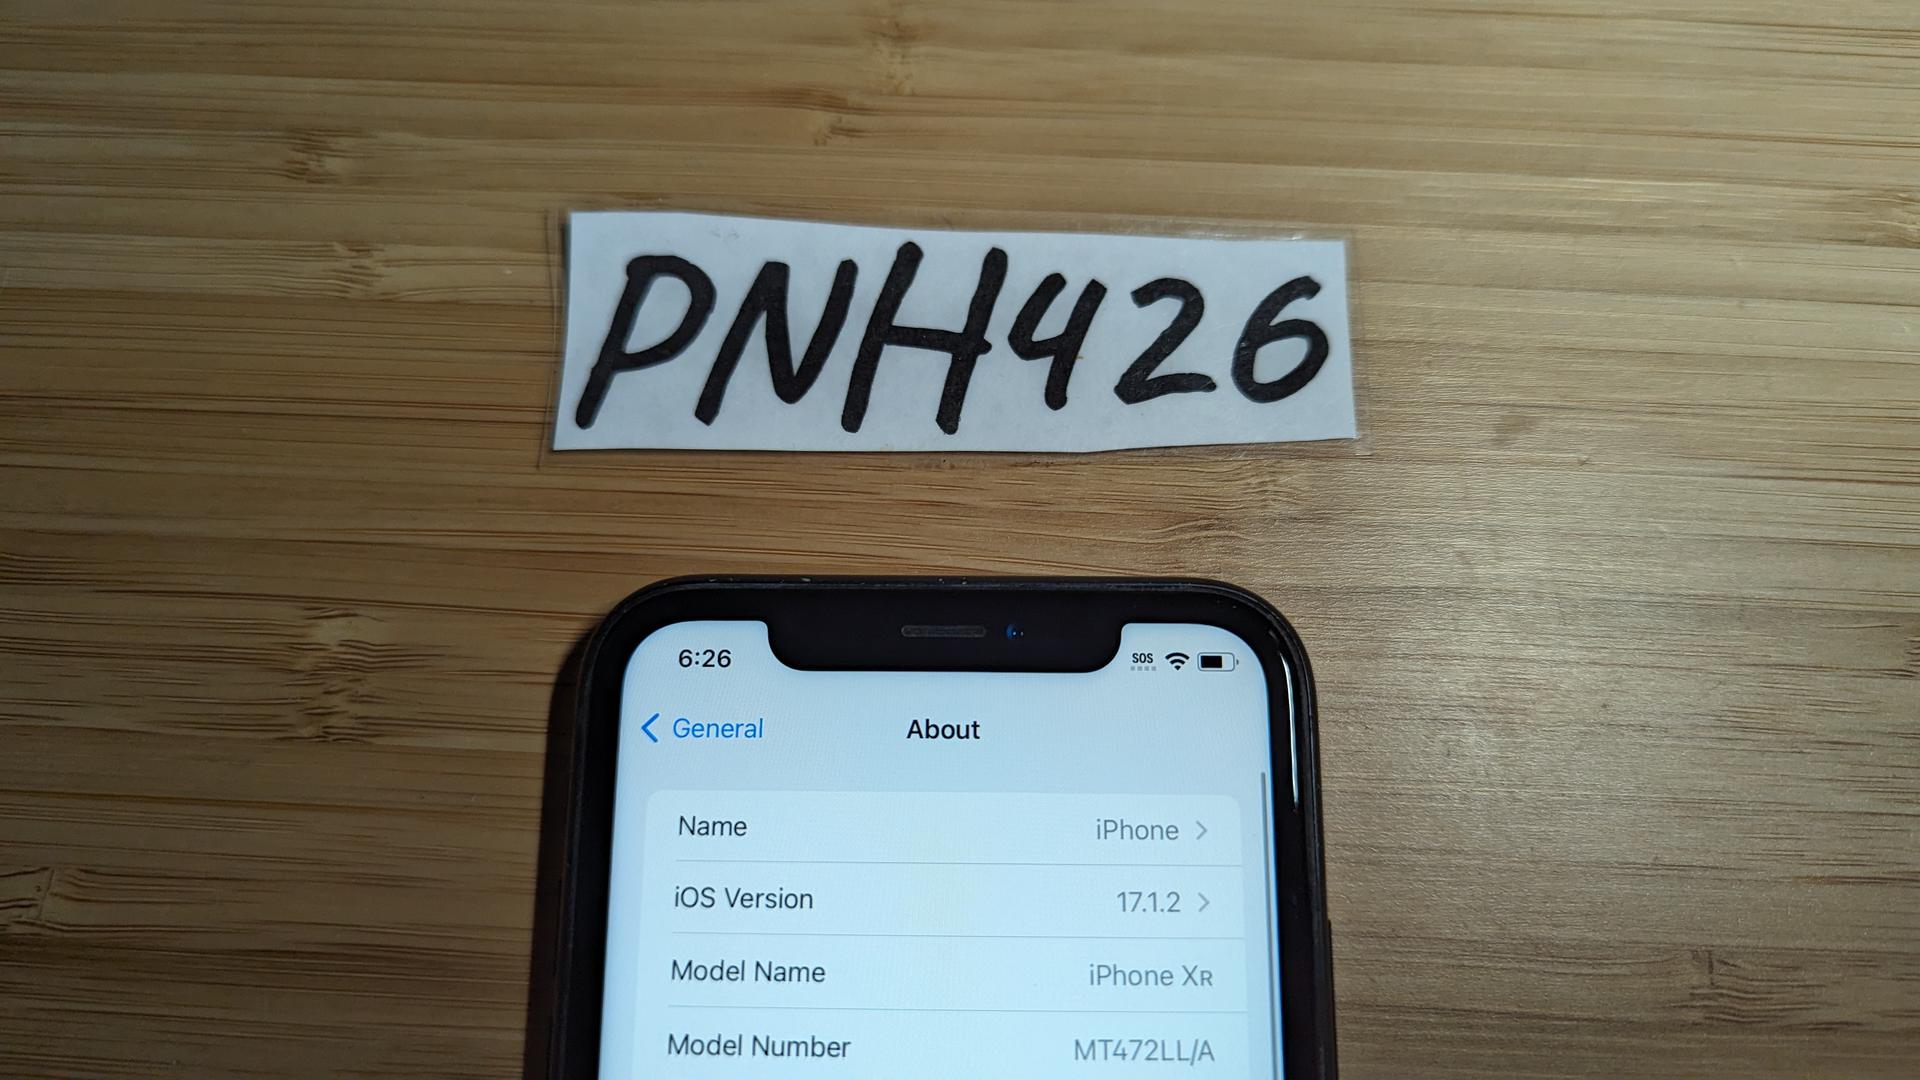 PNH426
6:26
SOS
General
About
Name iPhone
iOS Version 17.1.2
Model Name iPhone XR
Model Number MT472LL/A